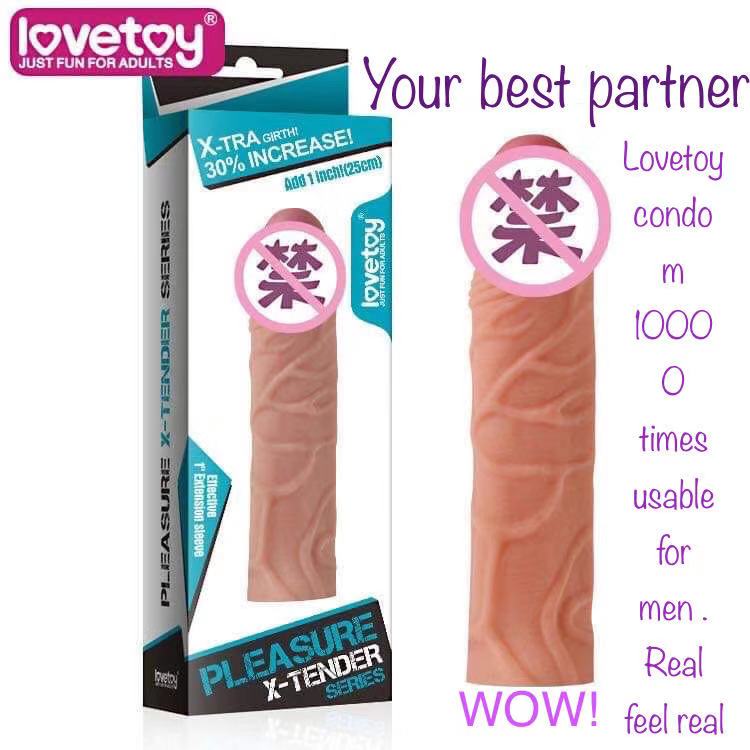 lovetoy®
JUST FUN FOR ADULTS
Your best partner
X-TRA GIRTH!
30% INCREASE!
Add 1 inch!(25cm)
禁
lovetoy®
JUST FUN FOR ADULTS
PLEASURE X-TENDER SERIES
Effective
1" Extension sleeve
PLEASURE
X-TENDER
SERIES
lovetoy®
禁
Lovetoy
condo
m
1000
0
times
usable
for
men .
Real
feel real
WOW!